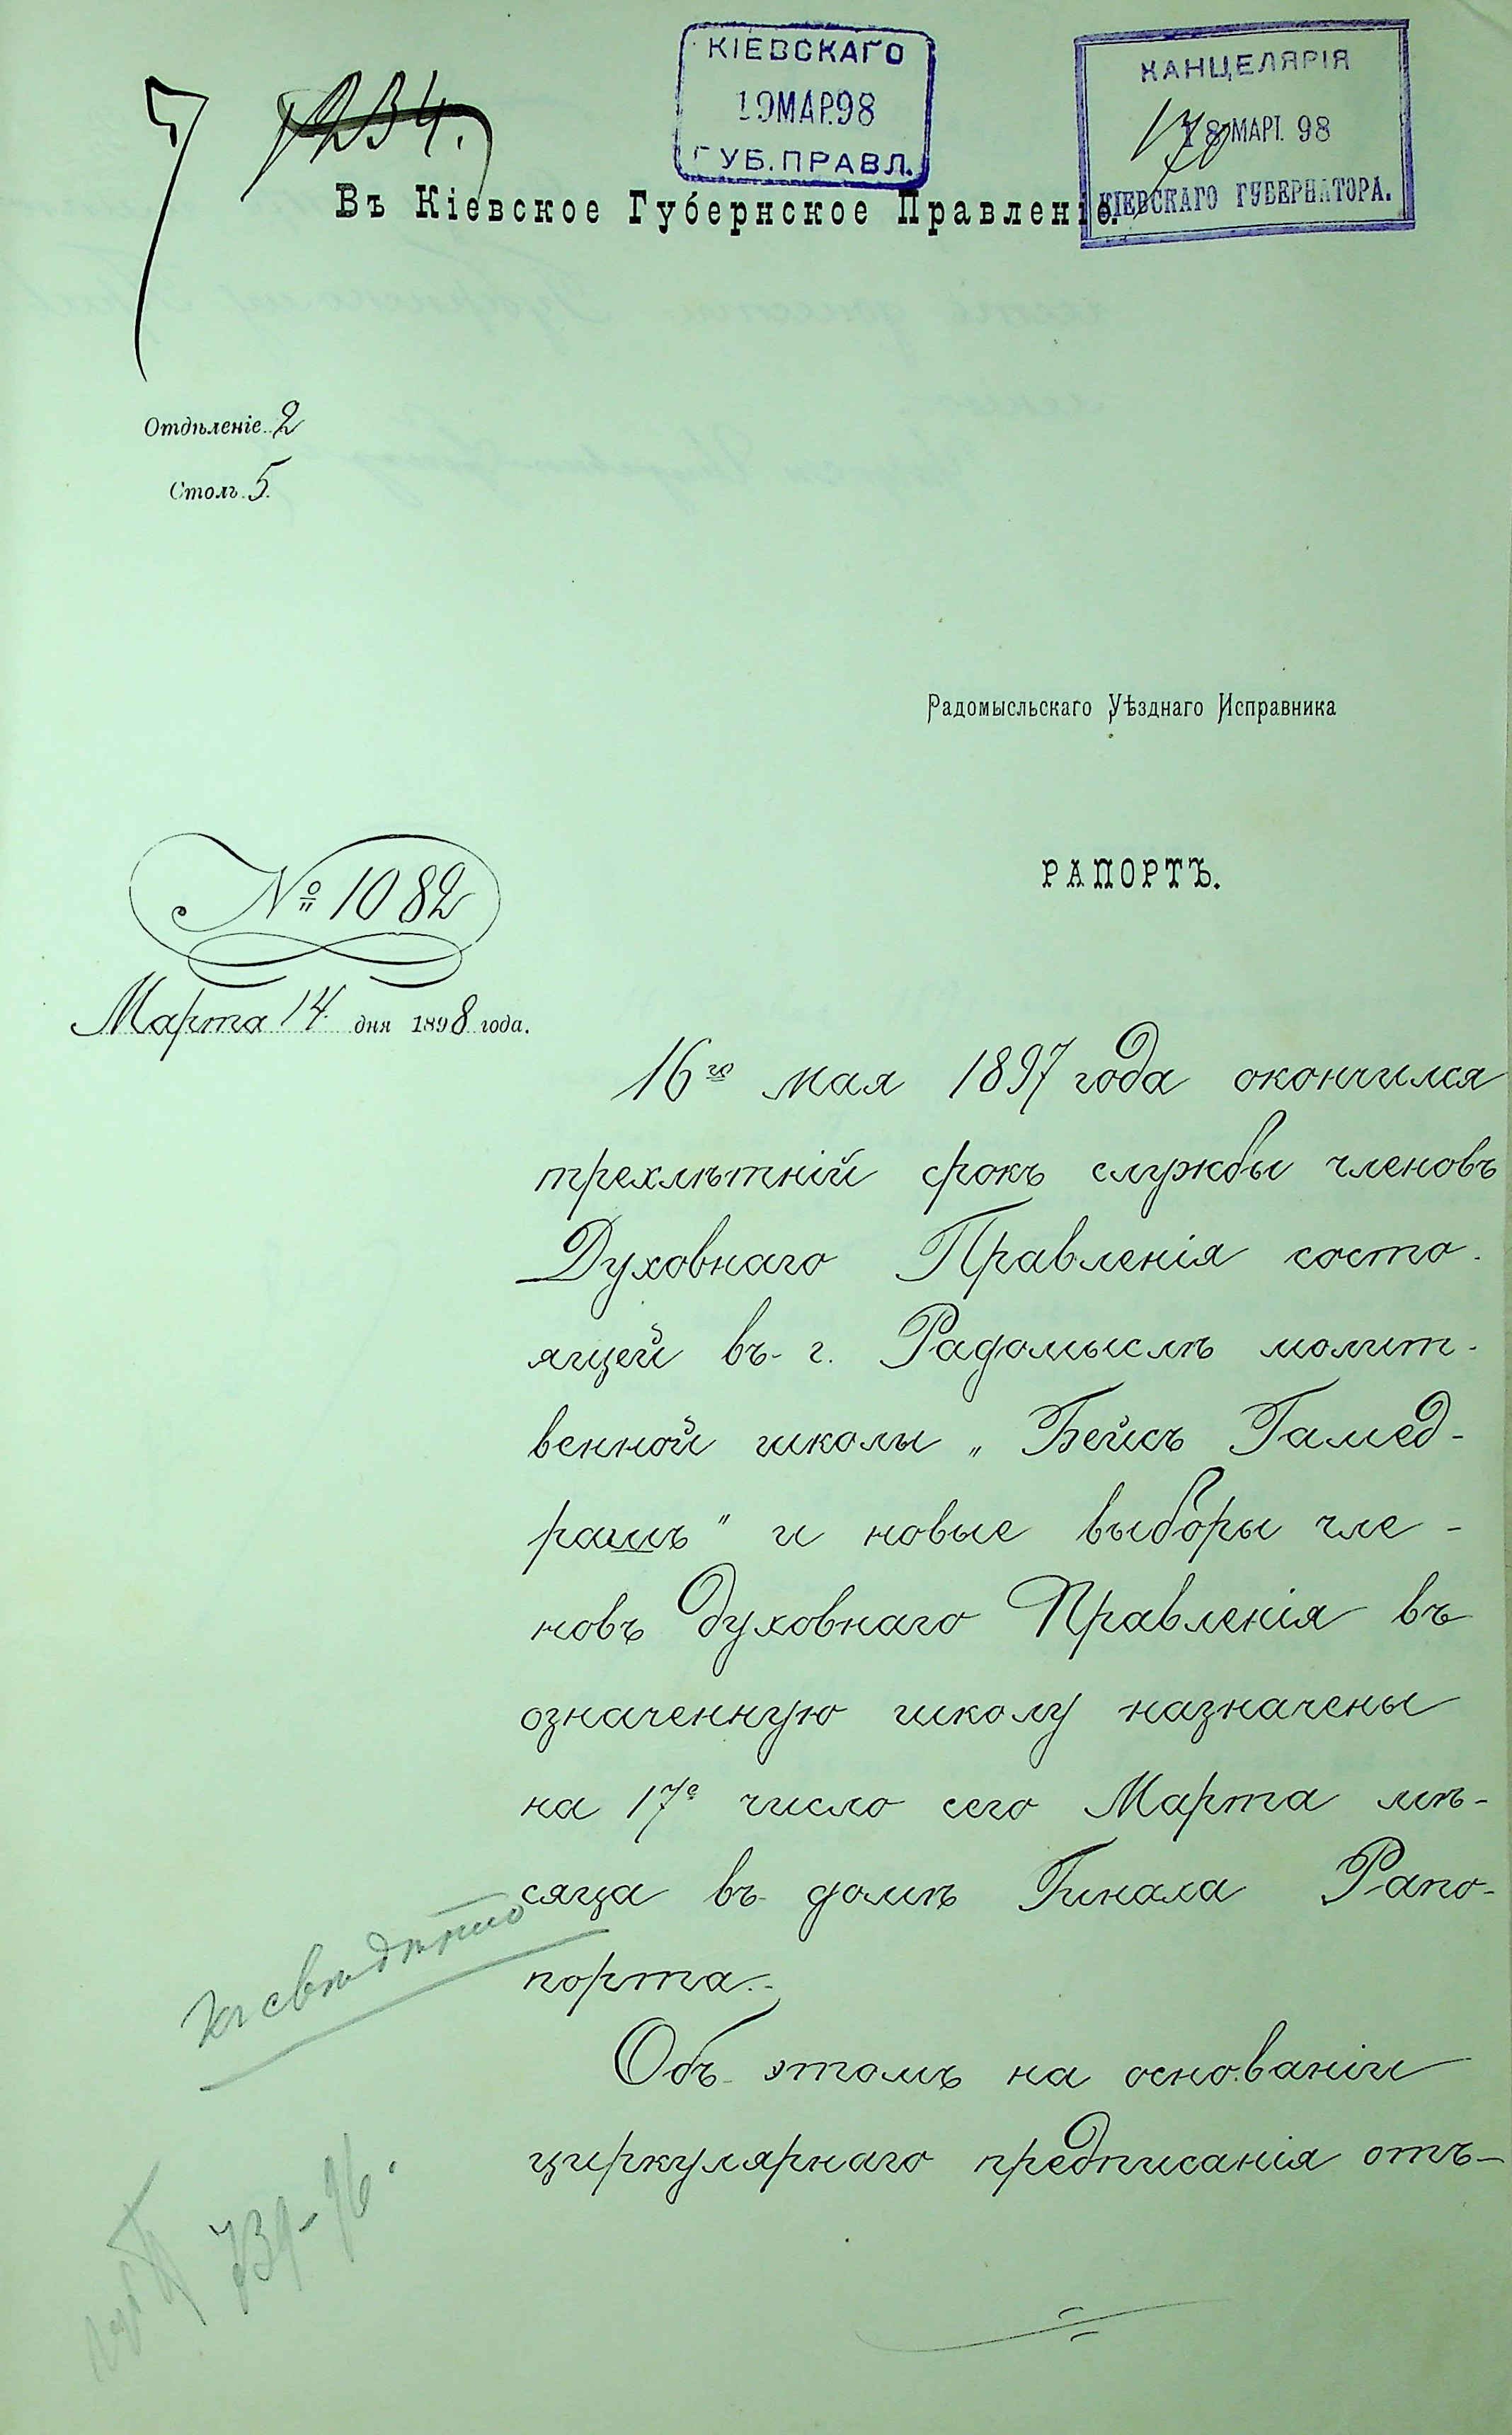 КІЕВСКАГО
19 МАР. 98
ГУБ. ПРАВЛ.
КАНЦЕЛЯРІЯ
18 МАРТ. 98
КІЕВСКАГО ГУБЕРНАТОРА.
Въ Кіевское Губернское Правленіе.
Отдѣленіе 2
Столъ 5.
Радомысльскаго Уѣзднаго Исправника
РАПОРТЪ.
№ 1082
Марта 14 дня 1898 года.
16го мая 1897 года окончился
трехлѣтній срокъ службы членовъ
Духовнаго Правленія состо-
ящей въ г. Радомыслѣ молит-
венной школы „Бейсъ Гамед-
рашъ" и новые выборы чле-
новъ Духовнаго Правленія въ
означенную школу назначены
на 17е число сего Марта мѣ-
сяца въ домѣ Гинала Рапо-
порта.
Объ этомъ на основаніи
циркулярнаго предписанія отъ
739-96.